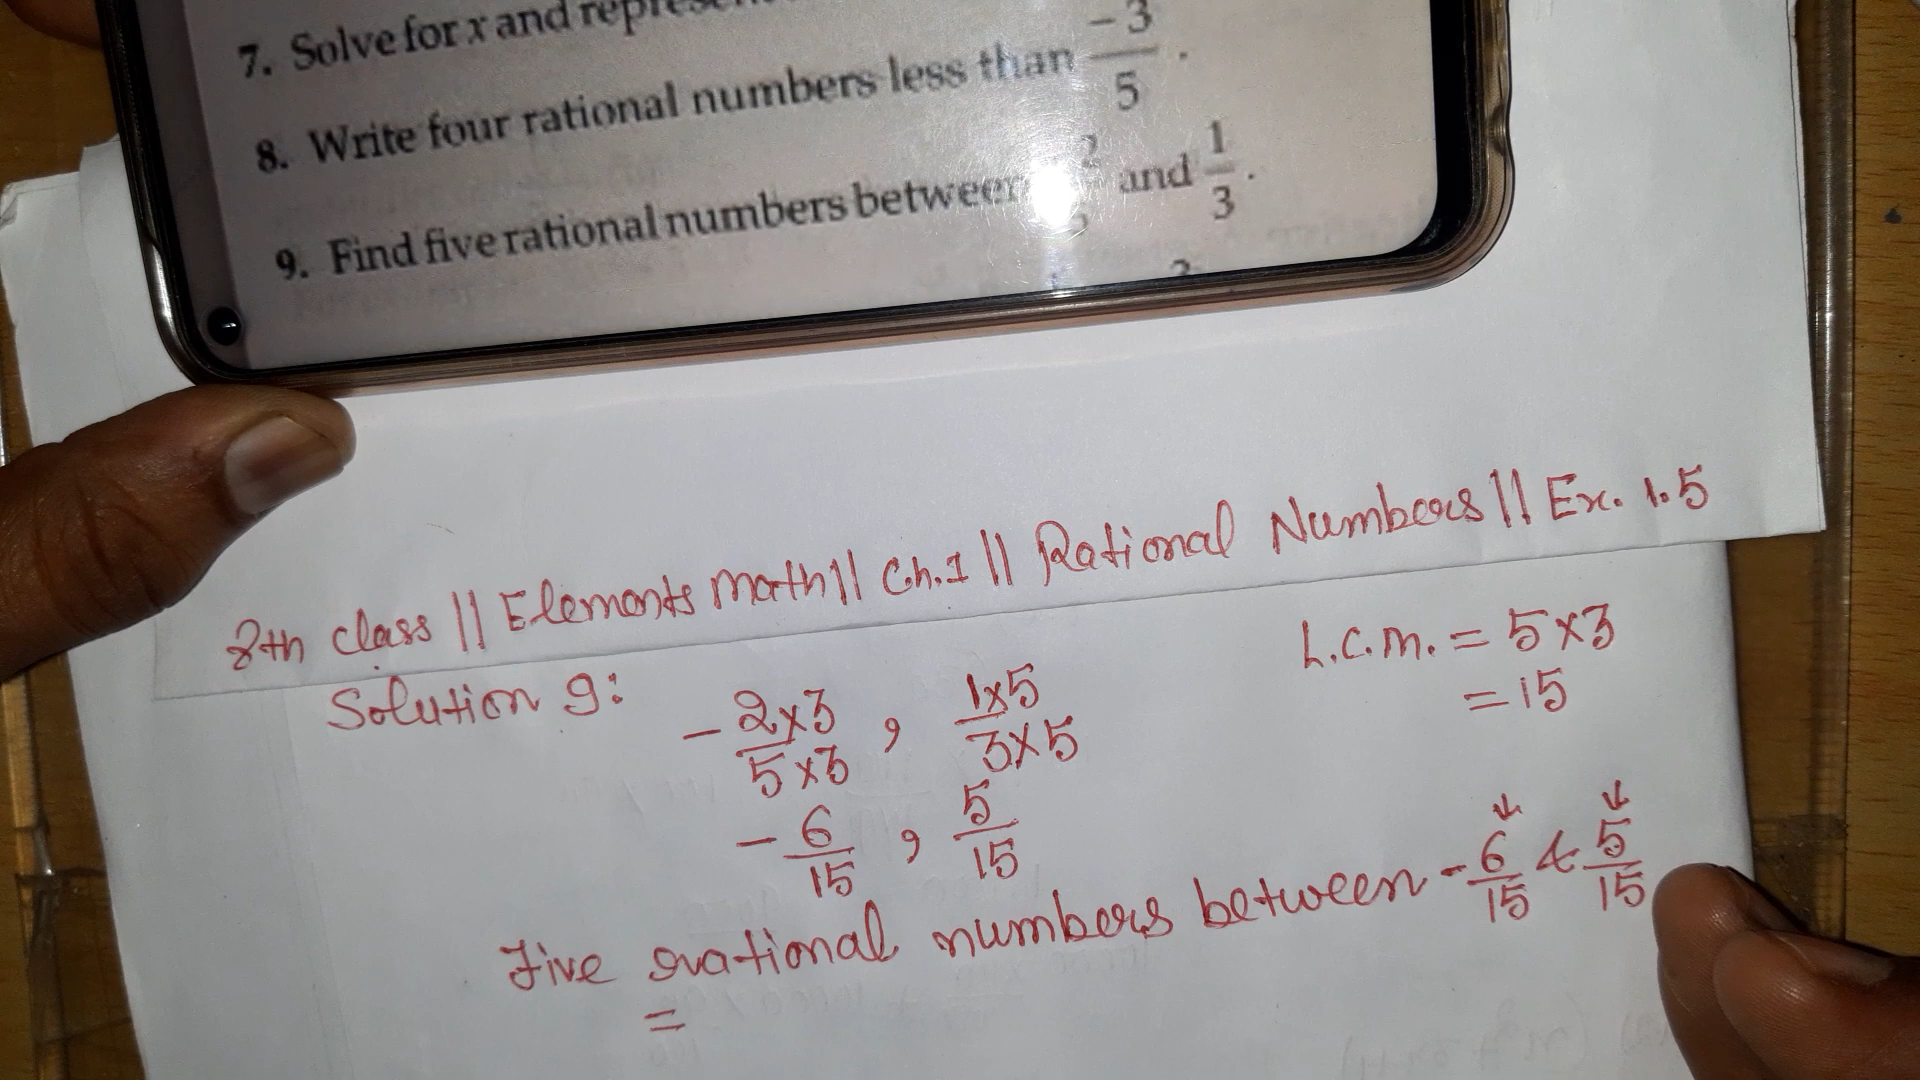 7. Solve for x and represen
8. Write four rational numbers less than -3/5.
9. Find five rational numbers between 2 and 1/3.
2
8th class || Elements Math || Ch.1 || Rational Numbers || Ex. 1.5
Solution 9: -2×3/5×3 , 1×5/3×5 L.C.M. = 5×3
= 15
-6/15 , 5/15
Five rational numbers between -6/15 & 5/15
=